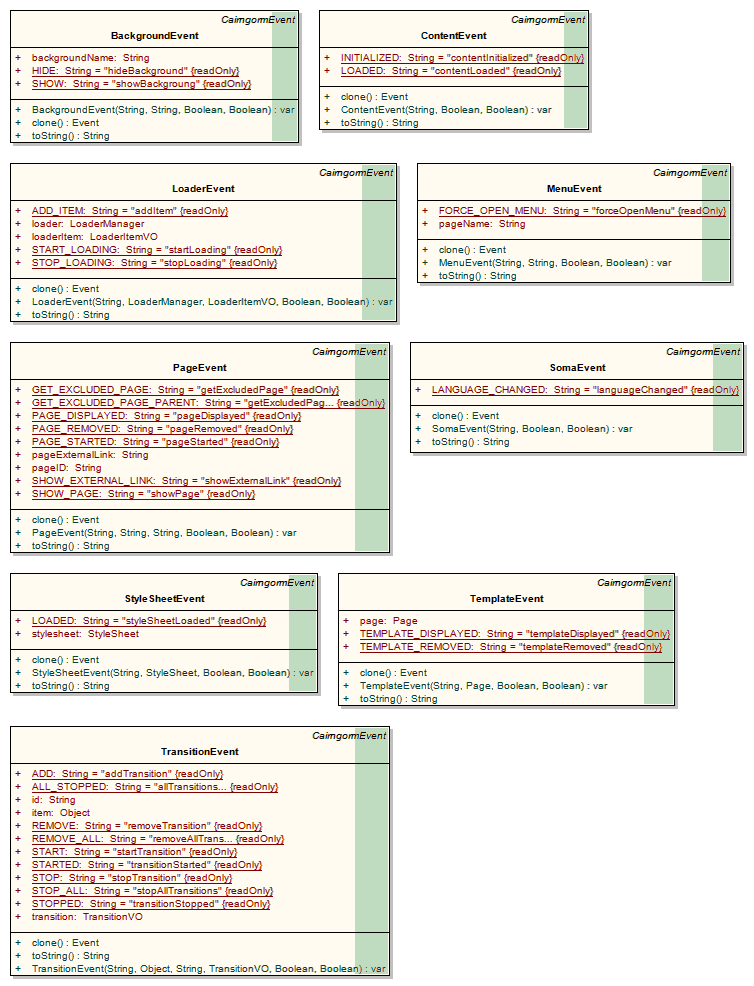 CairngormEvent
BackgroundEvent
+ backgroundName: String
+ HIDE: String = "hideBackground" {readOnly}
+ SHOW: String = "showBackgroung" {readOnly}
+ BackgroundEvent(String, String, Boolean, Boolean) : var
+ clone() : Event
+ toString() : String
CairngormEvent
ContentEvent
+ INITIALIZED: String = "contentInitialized" {readOnly}
+ LOADED: String = "contentLoaded" {readOnly}
+ clone() : Event
+ ContentEvent(String, Boolean, Boolean) : var
+ toString() : String
CairngormEvent
LoaderEvent
+ ADD_ITEM: String = "addItem" {readOnly}
+ loader: LoaderManager
+ loaderItem: LoaderItemVO
+ START_LOADING: String = "startLoading" {readOnly}
+ STOP_LOADING: String = "stopLoading" {readOnly}
+ clone() : Event
+ LoaderEvent(String, LoaderManager, LoaderItemVO, Boolean, Boolean) : var
+ toString() : String
CairngormEvent
MenuEvent
+ FORCE_OPEN_MENU: String = "forceOpenMenu" {readOnly}
+ pageName: String
+ clone() : Event
+ MenuEvent(String, String, Boolean, Boolean) : var
+ toString() : String
CairngormEvent
PageEvent
+ GET_EXCLUDED_PAGE: String = "getExcludedPage" {readOnly}
+ GET_EXCLUDED_PAGE_PARENT: String = "getExcludedPag... {readOnly}
+ PAGE_DISPLAYED: String = "pageDisplayed" {readOnly}
+ PAGE_REMOVED: String = "pageRemoved" {readOnly}
+ PAGE_STARTED: String = "pageStarted" {readOnly}
+ pageExternalLink: String
+ pageID: String
+ SHOW_EXTERNAL_LINK: String = "showExternalLink" {readOnly}
+ SHOW_PAGE: String = "showPage" {readOnly}
+ clone() : Event
+ PageEvent(String, String, String, Boolean, Boolean) : var
+ toString() : String
CairngormEvent
SomaEvent
+ LANGUAGE_CHANGED: String = "languageChanged" {readOnly}
+ clone() : Event
+ SomaEvent(String, Boolean, Boolean) : var
+ toString() : String
CairngormEvent
StyleSheetEvent
+ LOADED: String = "styleSheetLoaded" {readOnly}
+ stylesheet: StyleSheet
+ clone() : Event
+ StyleSheetEvent(String, StyleSheet, Boolean, Boolean) : var
+ toString() : String
CairngormEvent
TemplateEvent
+ page: Page
+ TEMPLATE_DISPLAYED: String = "templateDisplayed" {readOnly}
+ TEMPLATE_REMOVED: String = "templateRemoved" {readOnly}
+ clone() : Event
+ TemplateEvent(String, Page, Boolean, Boolean) : var
+ toString() : String
CairngormEvent
TransitionEvent
+ ADD: String = "addTransition" {readOnly}
+ ALL_STOPPED: String = "allTransitions... {readOnly}
+ id: String
+ item: Object
+ REMOVE: String = "removeTransition" {readOnly}
+ REMOVE_ALL: String = "removeAllTrans... {readOnly}
+ START: String = "startTransition" {readOnly}
+ STARTED: String = "transitionStarted" {readOnly}
+ STOP: String = "stopTransition" {readOnly}
+ STOP_ALL: String = "stopAllTransitions" {readOnly}
+ STOPPED: String = "transitionStopped" {readOnly}
+ transition: TransitionVO
+ clone() : Event
+ toString() : String
+ TransitionEvent(String, Object, String, TransitionVO, Boolean, Boolean) : var